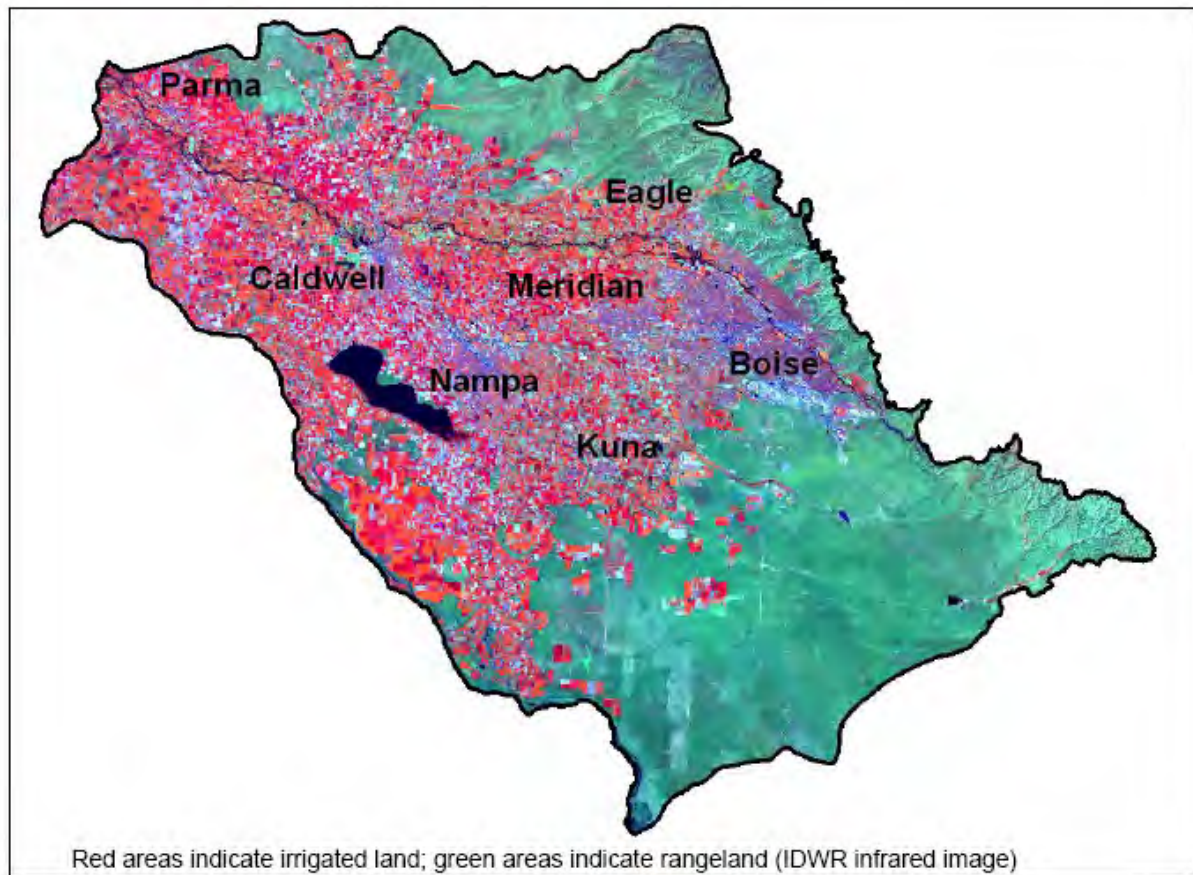 Parma
Eagle
Caldwell
Meridian
Nampa
Boise
Kuna
Red areas indicate irrigated land; green areas indicate rangeland (IDWR infrared image)